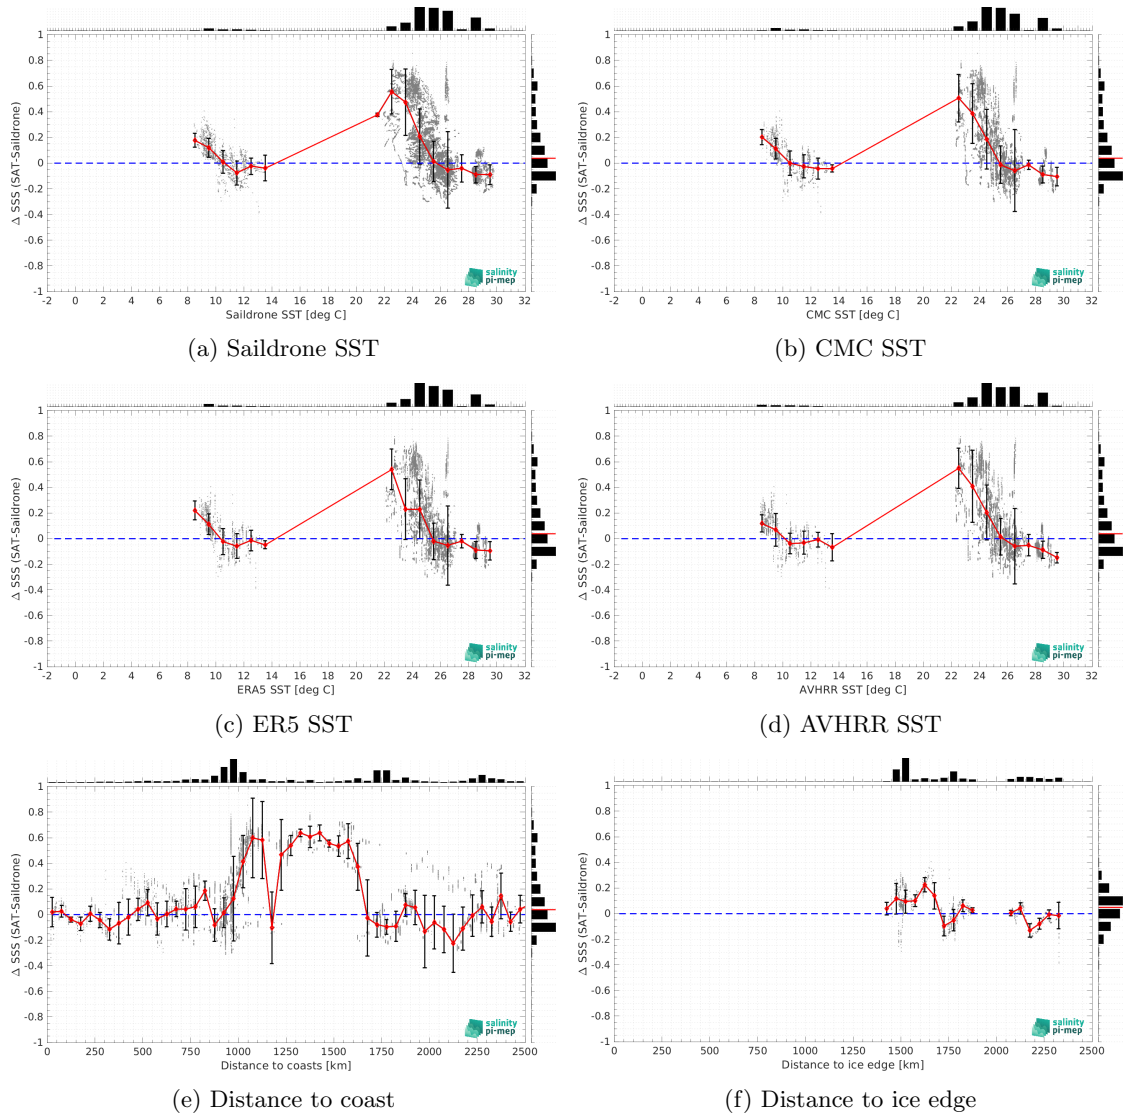 1
0.8
0.6
0.4
0.2
0
-0.2
-0.4
-0.6
-0.8
-1
Δ SSS (SAT-Saildrone)
-2 0 2 4 6 8 10 12 14 16 18 20 22 24 26 28 30 32
Saildrone SST [deg C]
salinity
pi-mep
(a) Saildrone SST
1
0.8
0.6
0.4
0.2
0
-0.2
-0.4
-0.6
-0.8
-1
Δ SSS (SAT-Saildrone)
-2 0 2 4 6 8 10 12 14 16 18 20 22 24 26 28 30 32
CMC SST [deg C]
salinity
pi-mep
(b) CMC SST
1
0.8
0.6
0.4
0.2
0
-0.2
-0.4
-0.6
-0.8
-1
Δ SSS (SAT-Saildrone)
-2 0 2 4 6 8 10 12 14 16 18 20 22 24 26 28 30 32
ERA5 SST [deg C]
salinity
pi-mep
(c) ER5 SST
1
0.8
0.6
0.4
0.2
0
-0.2
-0.4
-0.6
-0.8
-1
Δ SSS (SAT-Saildrone)
-2 0 2 4 6 8 10 12 14 16 18 20 22 24 26 28 30 32
AVHRR SST [deg C]
salinity
pi-mep
(d) AVHRR SST
1
0.8
0.6
0.4
0.2
0
-0.2
-0.4
-0.6
-0.8
-1
Δ SSS (SAT-Saildrone)
0 250 500 750 1000 1250 1500 1750 2000 2250 2500
Distance to coasts [km]
salinity
pi-mep
(e) Distance to coast
1
0.8
0.6
0.4
0.2
0
-0.2
-0.4
-0.6
-0.8
-1
Δ SSS (SAT-Saildrone)
0 250 500 750 1000 1250 1500 1750 2000 2250 2500
Distance to ice edge [km]
salinity
pi-mep
(f) Distance to ice edge